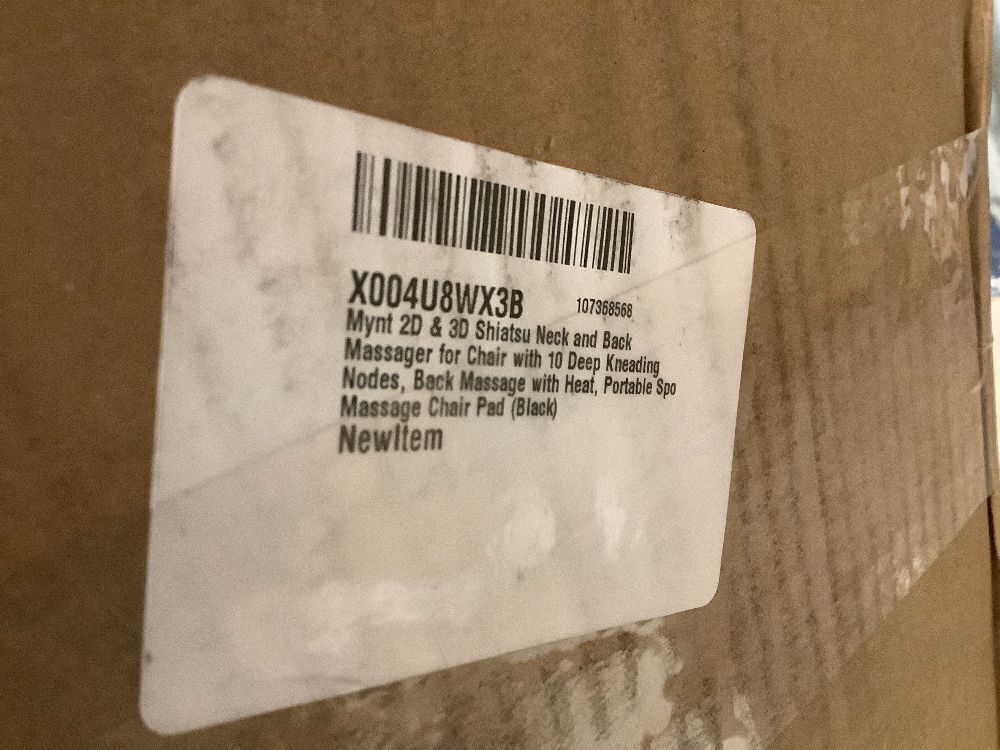 X004U8WX3B 107368568
Mynt 2D & 3D Shiatsu Neck and Back
Massager for Chair with 10 Deep Kneading
Nodes, Back Massage with Heat, Portable Spo
Massage Chair Pad (Black)
NewItem